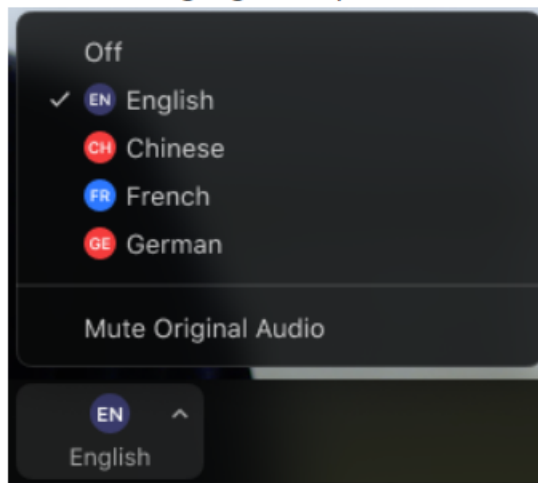 Off
EN English
CH Chinese
FR French
GE German
Mute Original Audio
EN
English